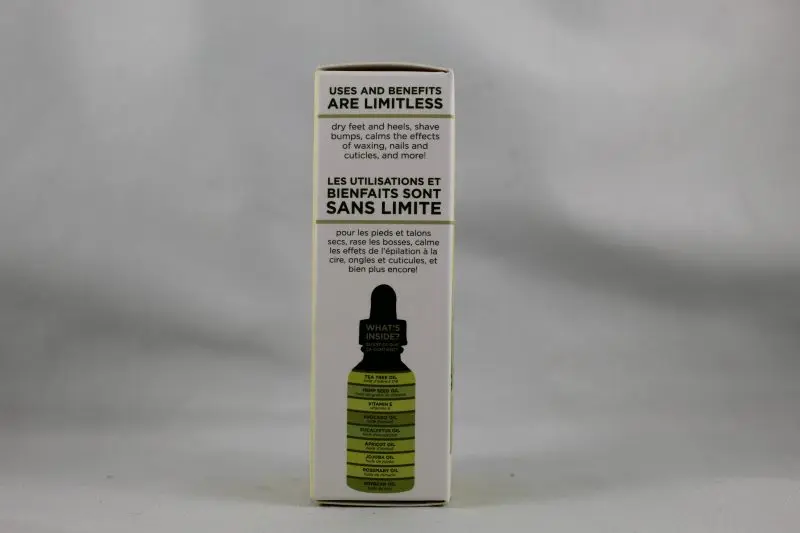 USES AND BENEFITS
ARE LIMITLESS
dry feet and heels, shave
bumps, calms the effects
of waxing, nails and
cuticles, and more!
LES UTILISATIONS ET
BIENFAITS SONT
SANS LIMITE
pour les pieds et talons
secs, rase les bosses, calme
les effets de l'épilation à la
cire, ongles et cuticules, et
bien plus encore!
WHAT'S
INSIDE?
TEA TREE OIL
HEMP SEED OIL
VITAMIN E
vitamine e
AVOCADO OIL
EUCALYPTUS OIL
APRICOT OIL
JOJOBA OIL
ROSEMARY OIL
SOYBEAN OIL